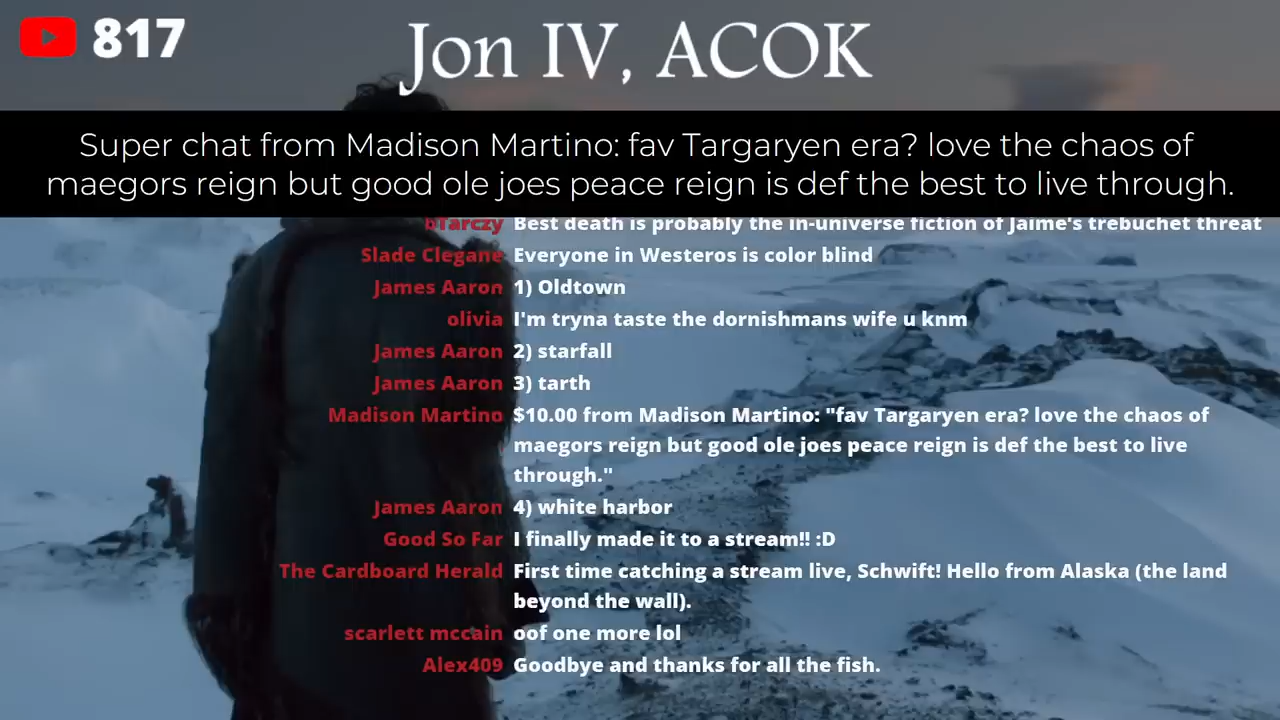 817
Jon IV, ACOK
Super chat from Madison Martino: fav Targaryen era? love the chaos of
maegors reign but good ole joes peace reign is def the best to live through.
bTarczy Best death is probably the in-universe fiction of Jaime's trebuchet threat
Slade Clegane Everyone in Westeros is color blind
James Aaron 1) Oldtown
olivia I'm tryna taste the dornishmans wife u knm
James Aaron 2) starfall
James Aaron 3) tarth
Madison Martino $10.00 from Madison Martino: "fav Targaryen era? love the chaos of
maegors reign but good ole joes peace reign is def the best to live
through."
James Aaron 4) white harbor
Good So Far I finally made it to a stream!! :D
The Cardboard Herald First time catching a stream live, Schwift! Hello from Alaska (the land
beyond the wall).
scarlett mccain oof one more lol
Alex409 Goodbye and thanks for all the fish.